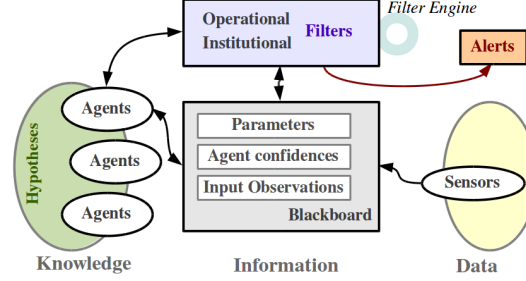 Filter Engine
Operational
Institutional
Filters
Alerts
Hypotheses
Agents
Agents
Agents
Parameters
Agent confidences
Input Observations
Blackboard
Sensors
Knowledge
Information
Data